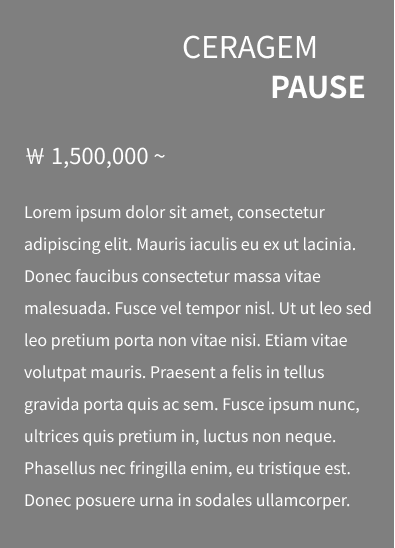 CERAGEM
PAUSE
₩ 1,500,000 ~
Lorem ipsum dolor sit amet, consectetur
adipiscing elit. Mauris iaculis eu ex ut lacinia.
Donec faucibus consectetur massa vitae
malesuada. Fusce vel tempor nisl. Ut ut leo sed
leo pretium porta non vitae nisi. Etiam vitae
volutpat mauris. Praesent a felis in tellus
gravida porta quis ac sem. Fusce ipsum nunc,
ultrices quis pretium in, luctus non neque.
Phasellus nec fringilla enim, eu tristique est.
Donec posuere urna in sodales ullamcorper.